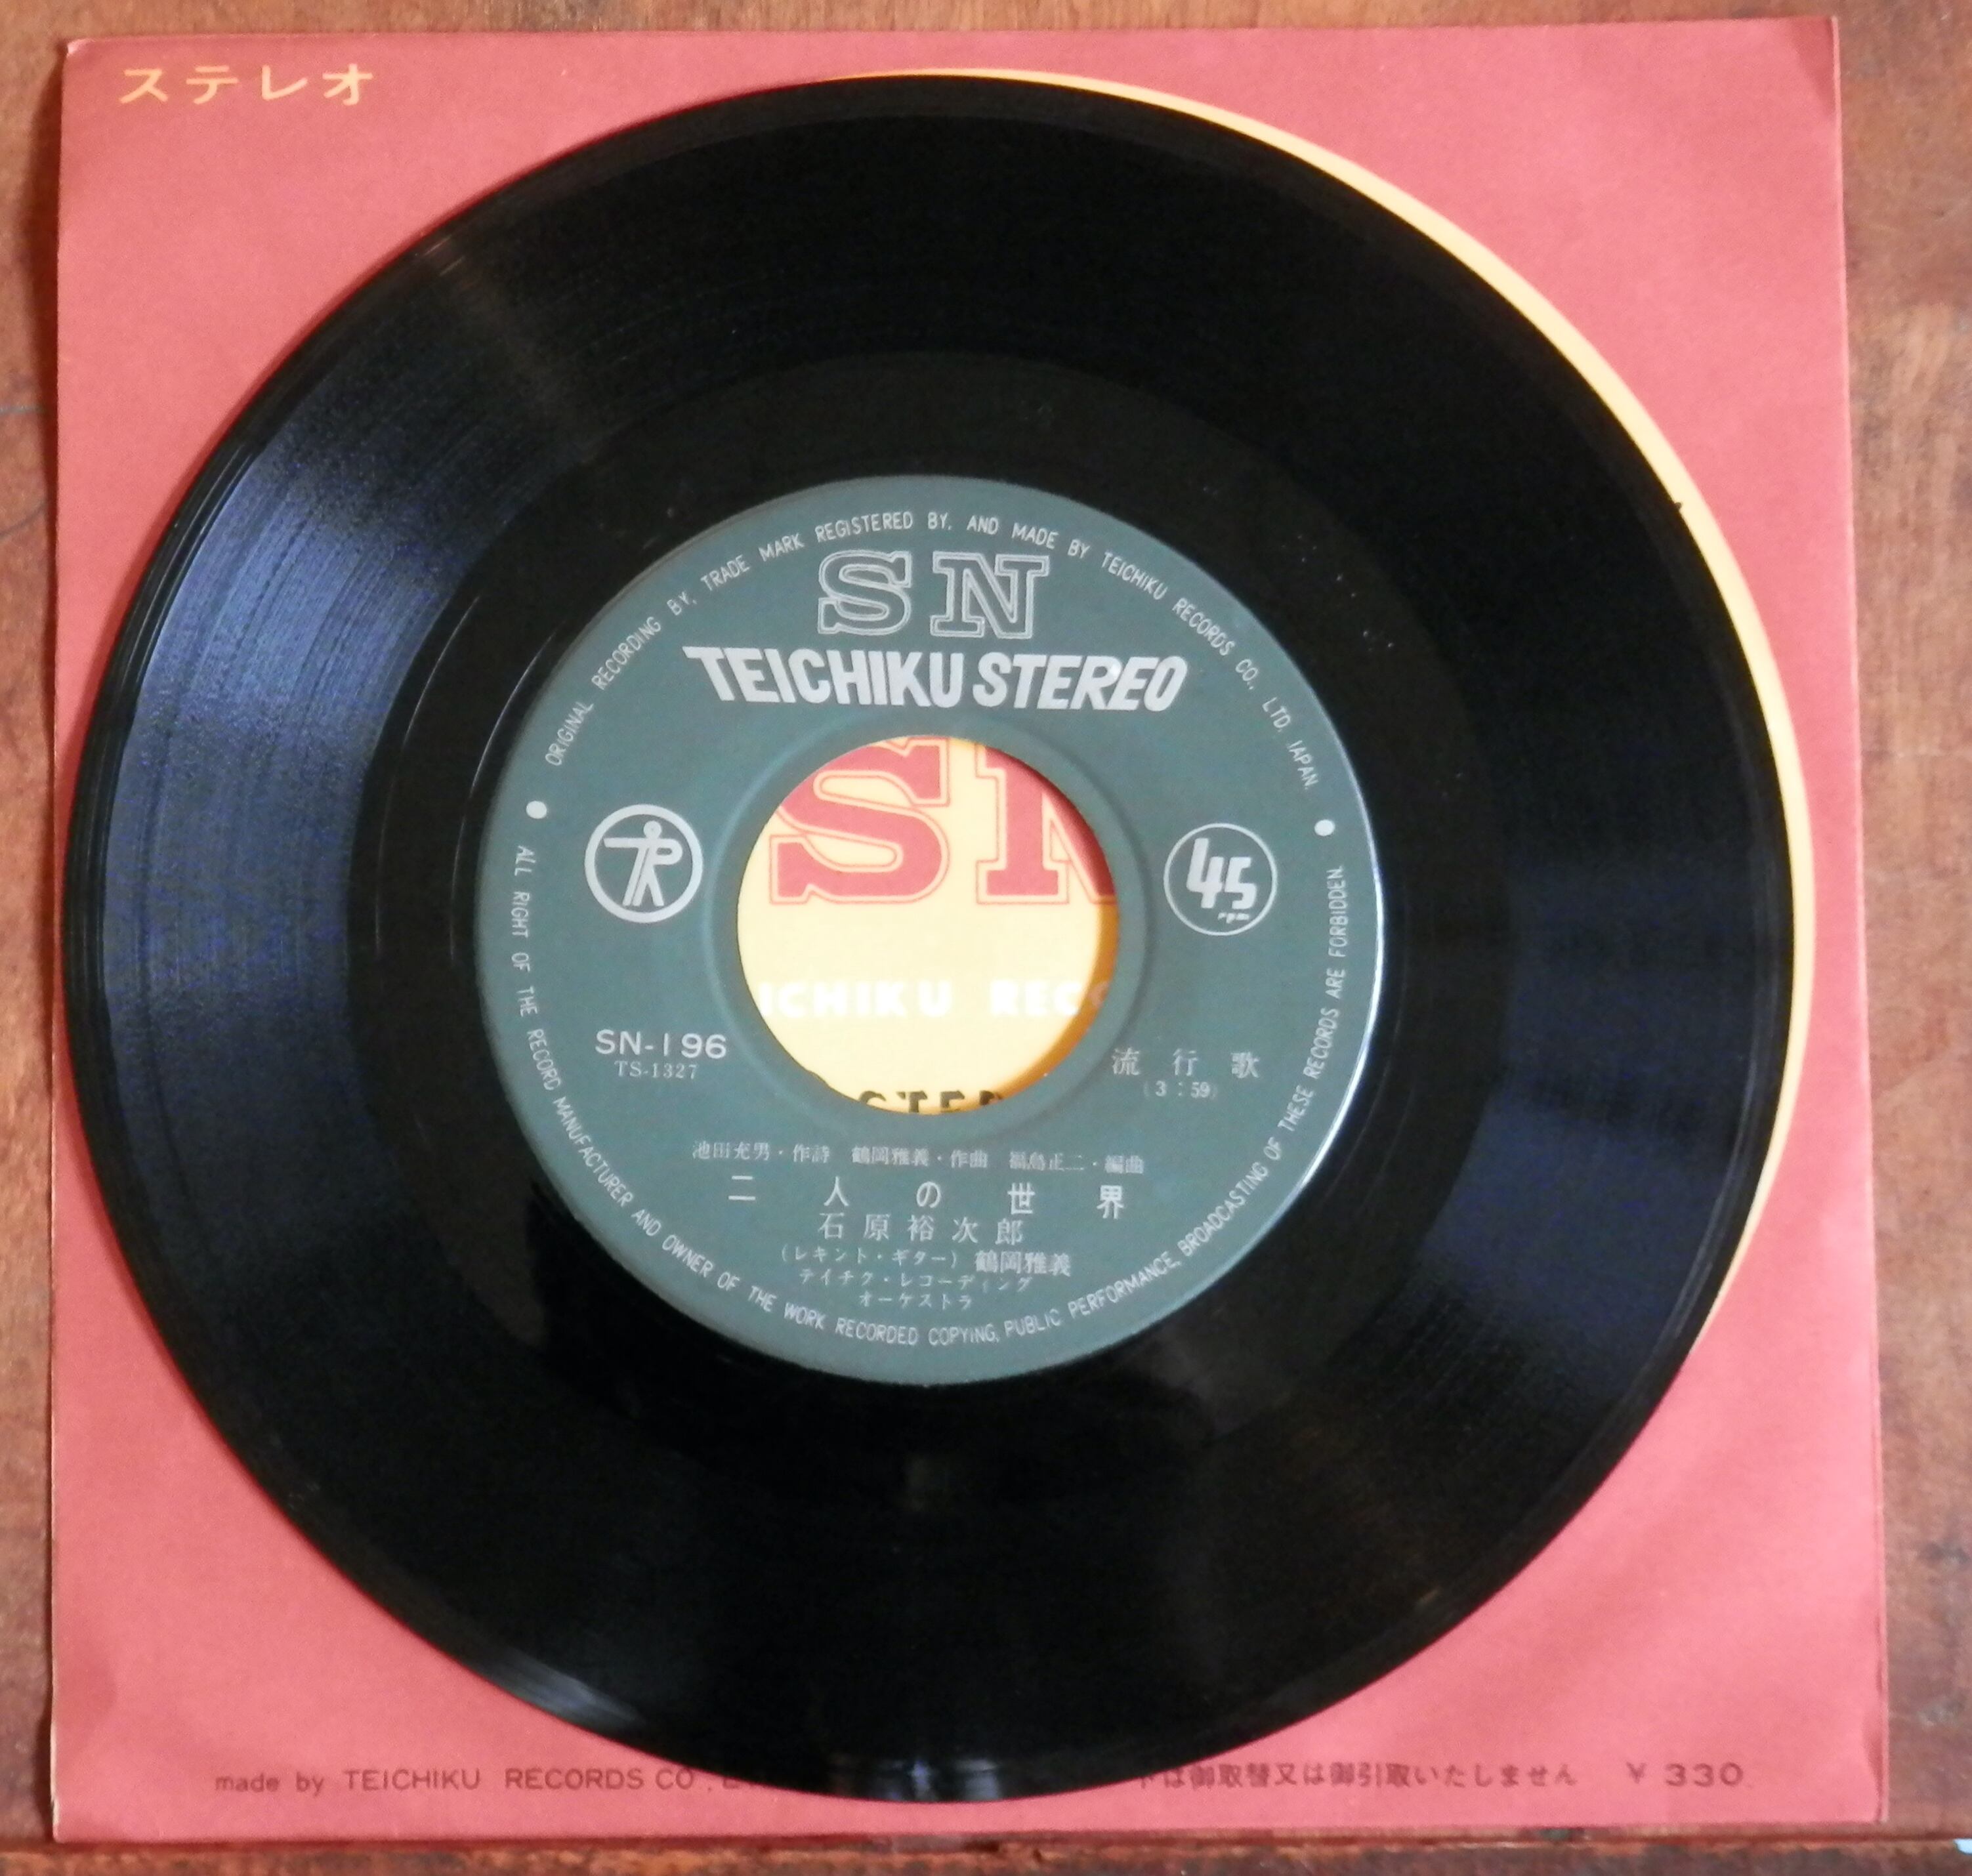 ステレオ
ORIGINAL RECORDING BY, TRADE MARK REGISTERED BY, AND MADE BY TEICHIKU RECORDS CO., LTD. JAPAN.
SN
TEICHIKU STEREO
SN
TR
45
rpm
ICHIKU REC
SN-196
TS-1327
流行歌
(3:59)
STER
池田充男・作詩 鶴岡雅義・作曲 福島正二・編曲
二人の世界
石原裕次郎
(レキント・ギター) 鶴岡雅義
テイチク・レコーディング
オーケストラ
ALL RIGHT OF THE RECORD MANUFACTURER AND OWNER OF THE WORK RECORDED COPYING, PUBLIC PERFORMANCE, BROADCASTING OF THESE RECORDS ARE FORBIDDEN.
made by TEICHIKU RECORDS CO., は御取替又は御引取いたしません ¥330